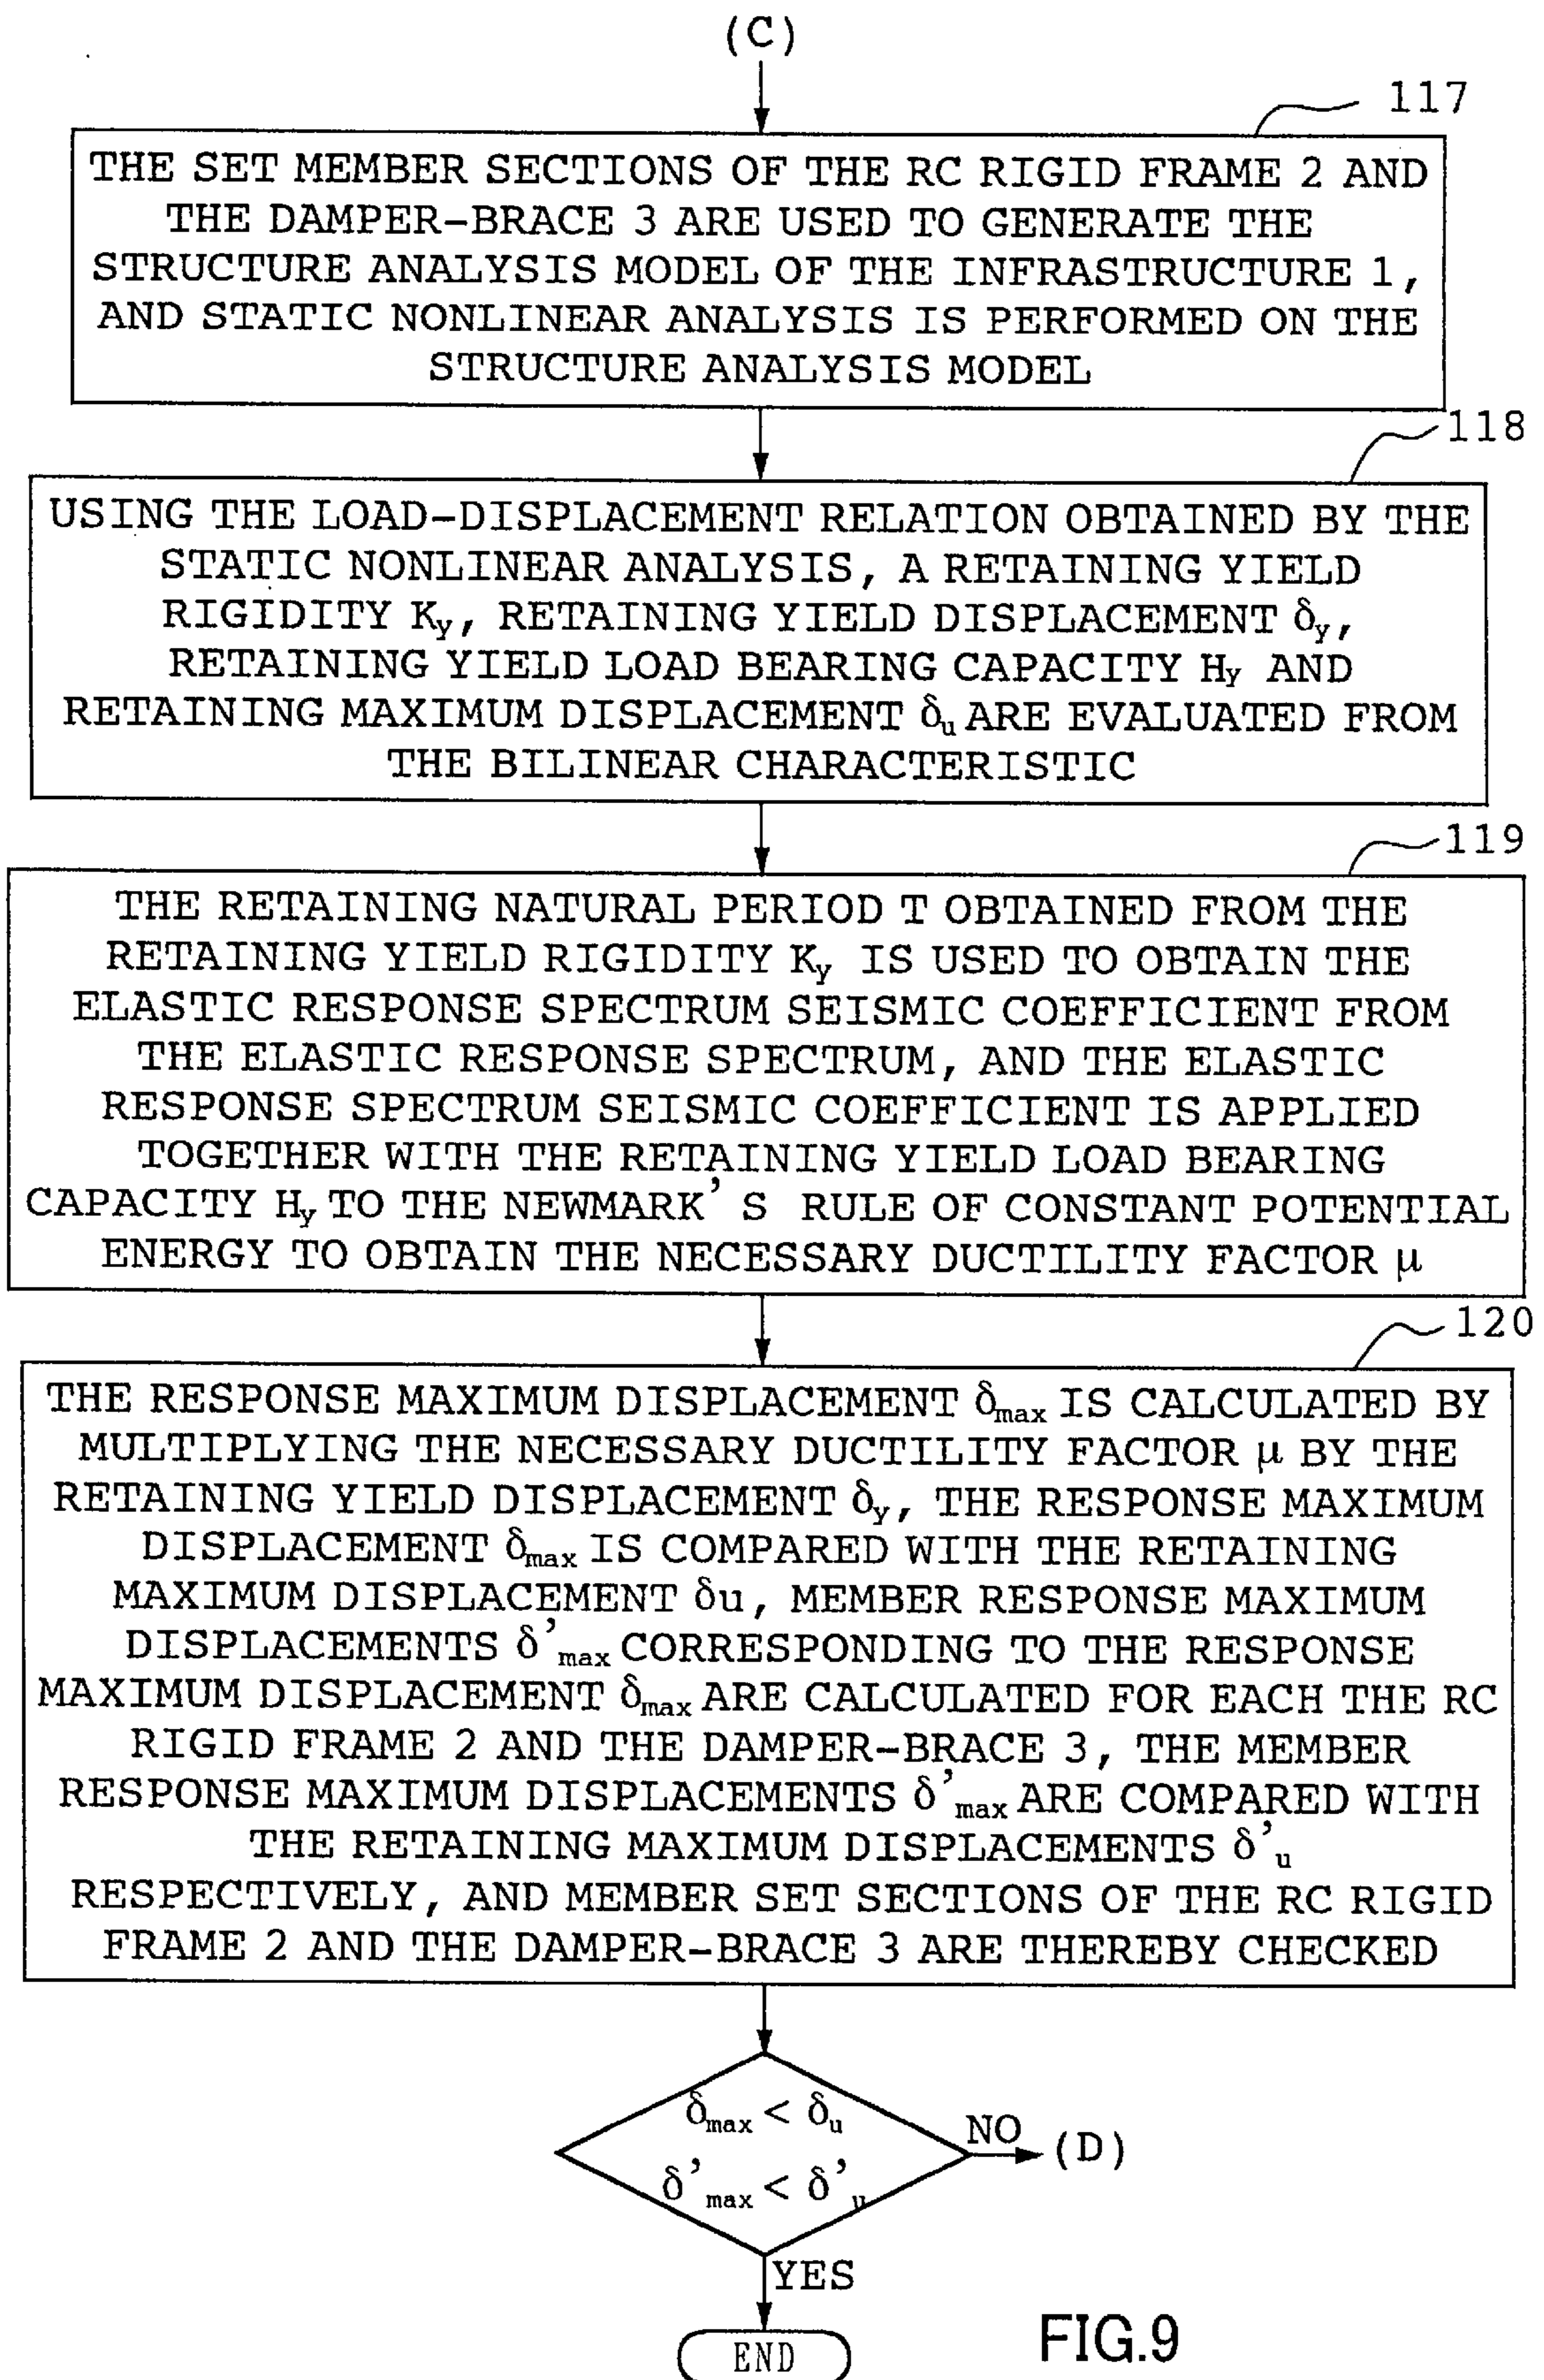 (C)
117
THE SET MEMBER SECTIONS OF THE RC RIGID FRAME 2 AND
THE DAMPER-BRACE 3 ARE USED TO GENERATE THE
STRUCTURE ANALYSIS MODEL OF THE INFRASTRUCTURE 1,
AND STATIC NONLINEAR ANALYSIS IS PERFORMED ON THE
STRUCTURE ANALYSIS MODEL
118
USING THE LOAD-DISPLACEMENT RELATION OBTAINED BY THE
STATIC NONLINEAR ANALYSIS, A RETAINING YIELD
RIGIDITY Ky, RETAINING YIELD DISPLACEMENT δy,
RETAINING YIELD LOAD BEARING CAPACITY Hy AND
RETAINING MAXIMUM DISPLACEMENT δu ARE EVALUATED FROM
THE BILINEAR CHARACTERISTIC
119
THE RETAINING NATURAL PERIOD T OBTAINED FROM THE
RETAINING YIELD RIGIDITY Ky IS USED TO OBTAIN THE
ELASTIC RESPONSE SPECTRUM SEISMIC COEFFICIENT FROM
THE ELASTIC RESPONSE SPECTRUM, AND THE ELASTIC
RESPONSE SPECTRUM SEISMIC COEFFICIENT IS APPLIED
TOGETHER WITH THE RETAINING YIELD LOAD BEARING
CAPACITY Hy TO THE NEWMARK'S RULE OF CONSTANT POTENTIAL
ENERGY TO OBTAIN THE NECESSARY DUCTILITY FACTOR μ
120
THE RESPONSE MAXIMUM DISPLACEMENT δmax IS CALCULATED BY
MULTIPLYING THE NECESSARY DUCTILITY FACTOR μ BY THE
RETAINING YIELD DISPLACEMENT δy, THE RESPONSE MAXIMUM
DISPLACEMENT δmax IS COMPARED WITH THE RETAINING
MAXIMUM DISPLACEMENT δu, MEMBER RESPONSE MAXIMUM
DISPLACEMENTS δ'max CORRESPONDING TO THE RESPONSE
MAXIMUM DISPLACEMENT δmax ARE CALCULATED FOR EACH THE RC
RIGID FRAME 2 AND THE DAMPER-BRACE 3, THE MEMBER
RESPONSE MAXIMUM DISPLACEMENTS δ'max ARE COMPARED WITH
THE RETAINING MAXIMUM DISPLACEMENTS δ'u
RESPECTIVELY, AND MEMBER SET SECTIONS OF THE RC RIGID
FRAME 2 AND THE DAMPER-BRACE 3 ARE THEREBY CHECKED
δmax < δu
δ'max < δ'u
NO
(D)
YES
END
FIG.9